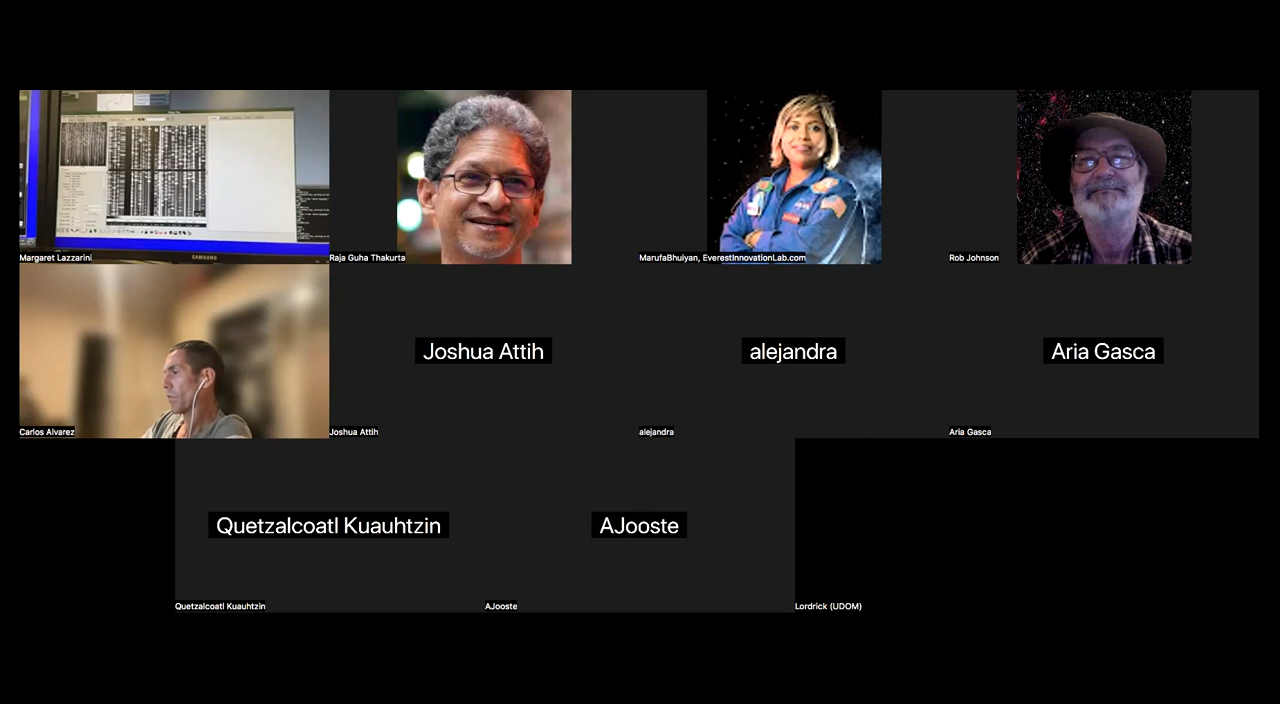 SAMSUNG
Margaret Lazzarini
Raja Guha Thakurta
MarufaBhuiyan, EverestInnovationLab.com
Rob Johnson
Joshua Attih
alejandra
Aria Gasca
Carlos Alvarez
Joshua Attih
alejandra
Aria Gasca
Quetzalcoatl Kuauhtzin
AJooste
Quetzalcoatl Kuauhtzin
AJooste
Lordrick (UDOM)